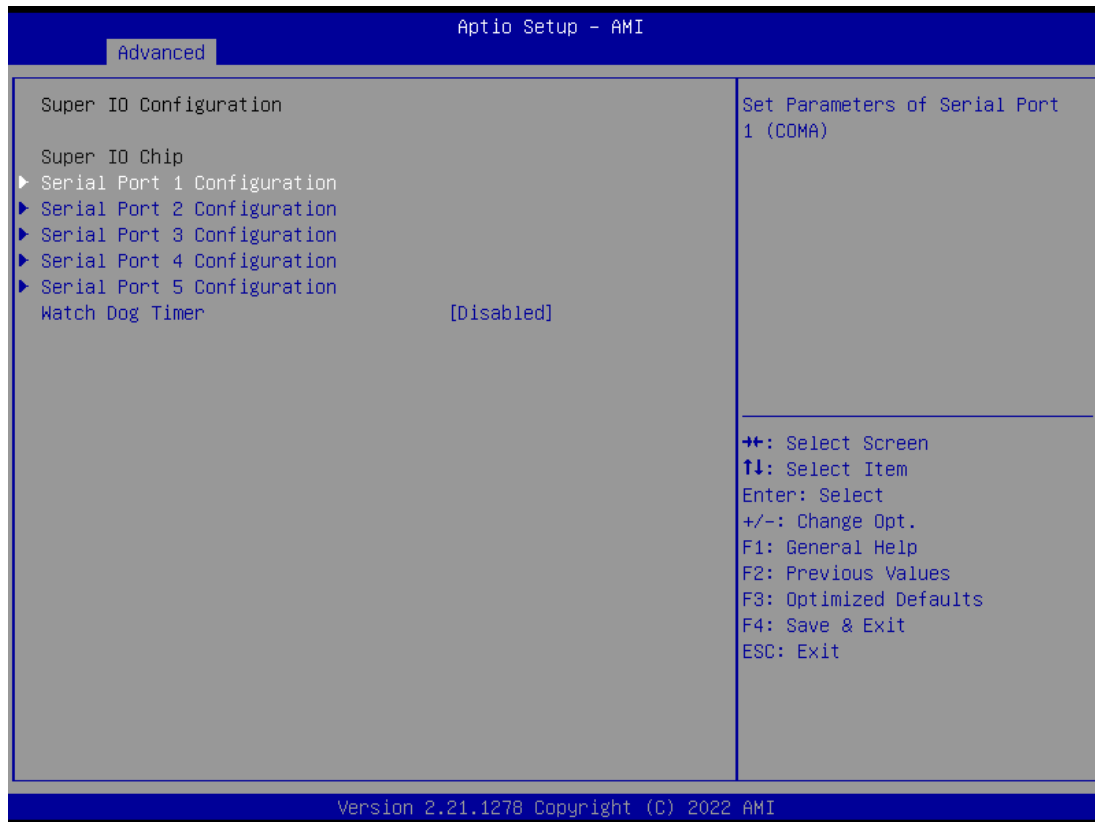 Aptio Setup – AMI
Advanced
Super IO Configuration
Super IO Chip
Serial Port 1 Configuration
Serial Port 2 Configuration
Serial Port 3 Configuration
Serial Port 4 Configuration
Serial Port 5 Configuration
Watch Dog Timer [Disabled]
Set Parameters of Serial Port
1 (COMA)
→←: Select Screen
↑↓: Select Item
Enter: Select
+/-: Change Opt.
F1: General Help
F2: Previous Values
F3: Optimized Defaults
F4: Save & Exit
ESC: Exit
Version 2.21.1278 Copyright (C) 2022 AMI